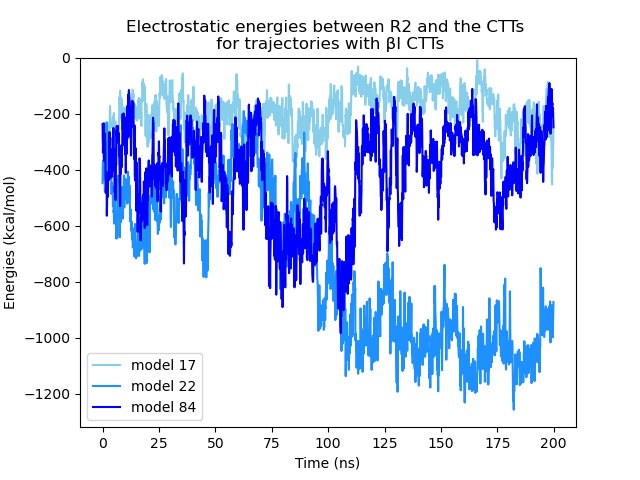 Electrostatic energies between R2 and the CTTs
for trajectories with βI CTTs
Energies (kcal/mol)
0
−200
−400
−600
−800
−1000
−1200
model 17
model 22
model 84
0 25 50 75 100 125 150 175 200
Time (ns)